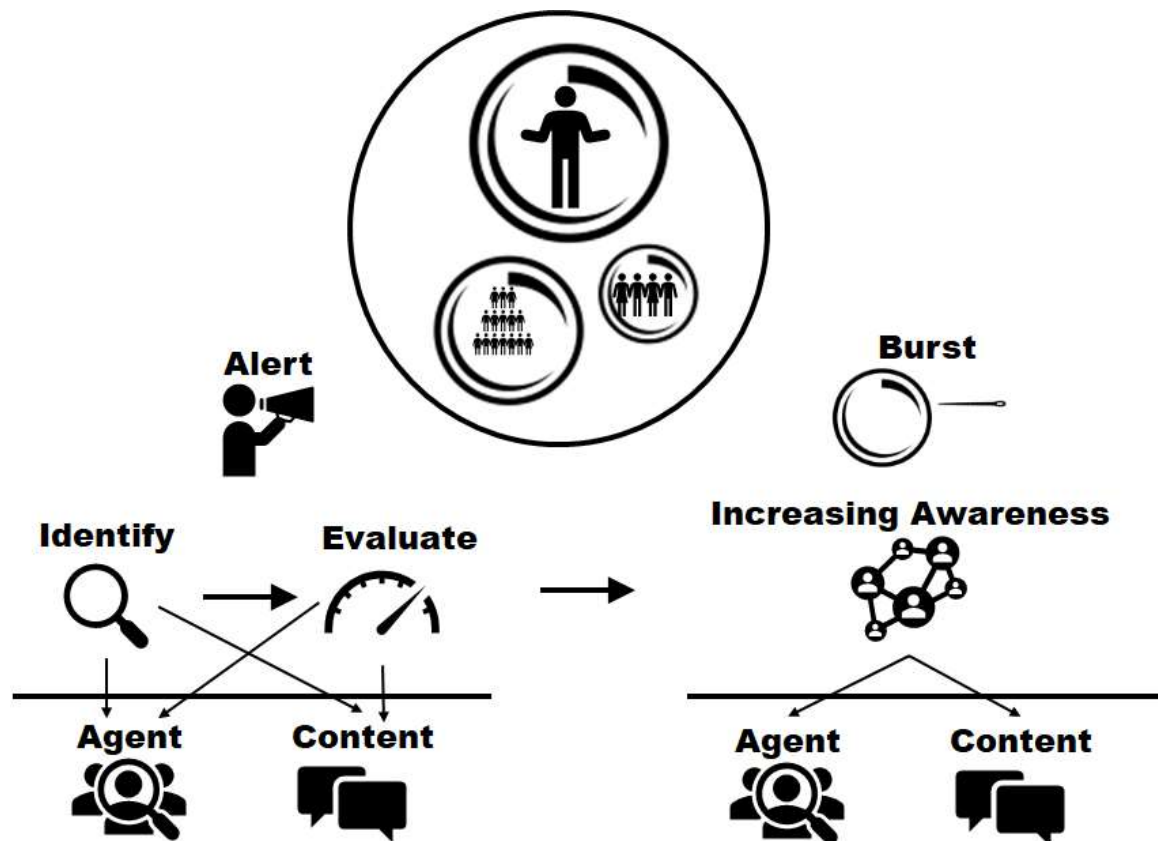 Alert
Burst
Identify
Evaluate
Increasing Awareness
Agent
Content
Agent
Content